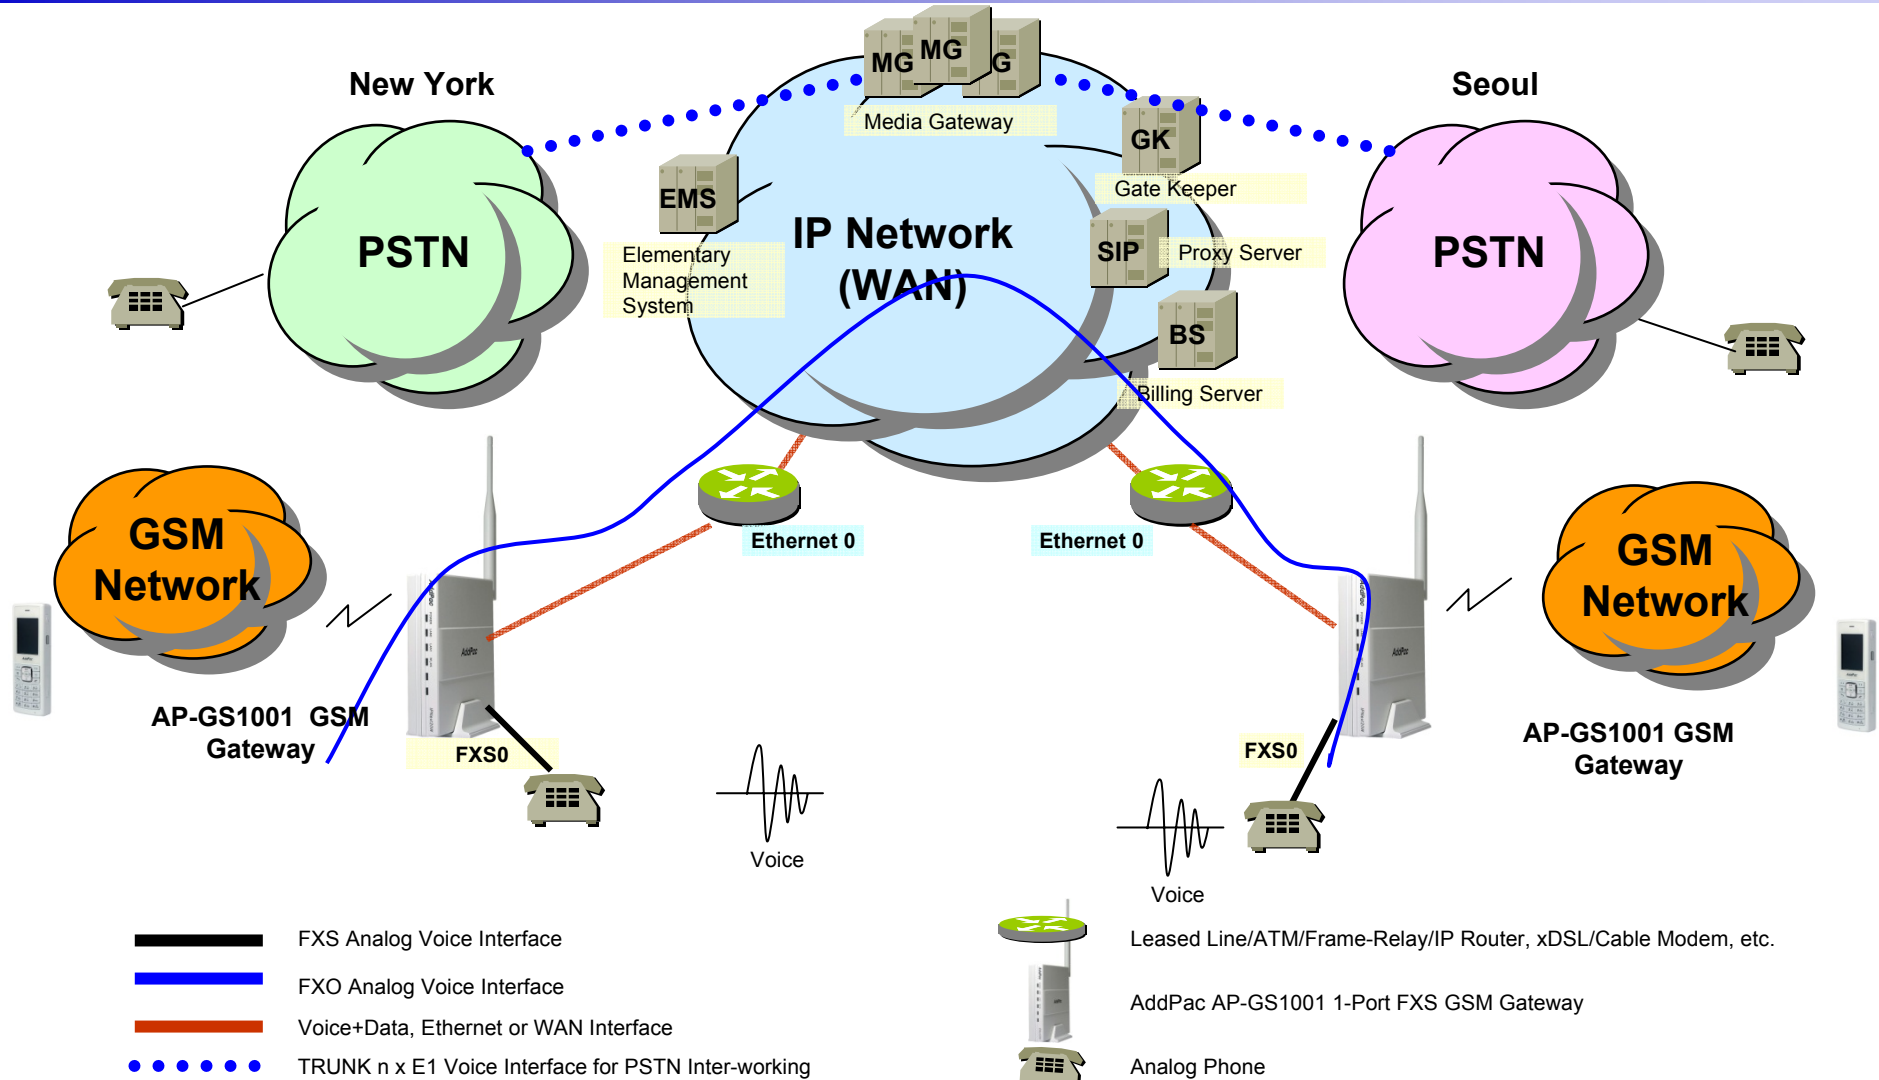 New York
Seoul
MG
MG
G
Media Gateway
GK
Gate Keeper
EMS
Elementary
Management
System
PSTN
IP Network
(WAN)
SIP
Proxy Server
PSTN
BS
Billing Server
GSM
Network
Ethernet 0
Ethernet 0
GSM
Network
AddPac
AddPac
AP-GS1001  GSM
Gateway
FXS0
FXS0
AP-GS1001 GSM
Gateway
Voice
Voice
FXS Analog Voice Interface
FXO Analog Voice Interface
Voice+Data, Ethernet or WAN Interface
TRUNK n x E1 Voice Interface for PSTN Inter-working
Leased Line/ATM/Frame-Relay/IP Router, xDSL/Cable Modem, etc.
AddPac AP-GS1001 1-Port FXS GSM Gateway
Analog Phone